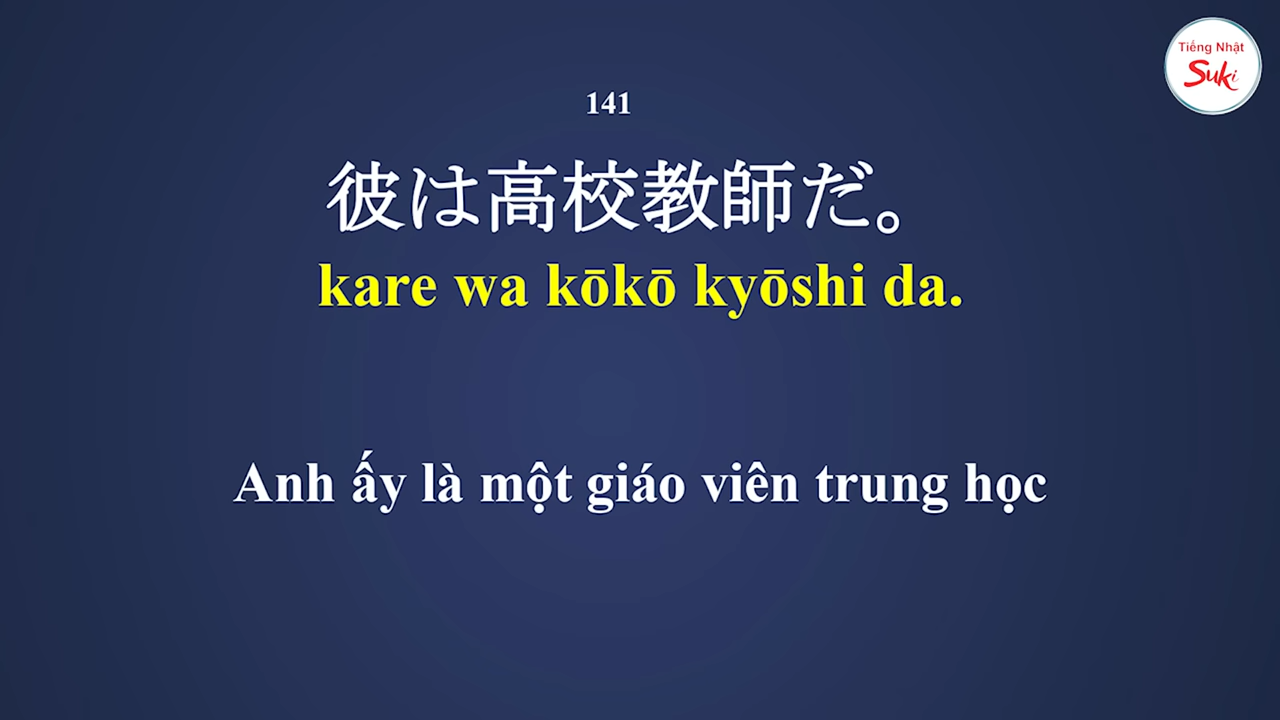 Tiếng Nhật
Suki
141
彼は高校教師だ。
kare wa kōkō kyōshi da.
Anh ấy là một giáo viên trung học